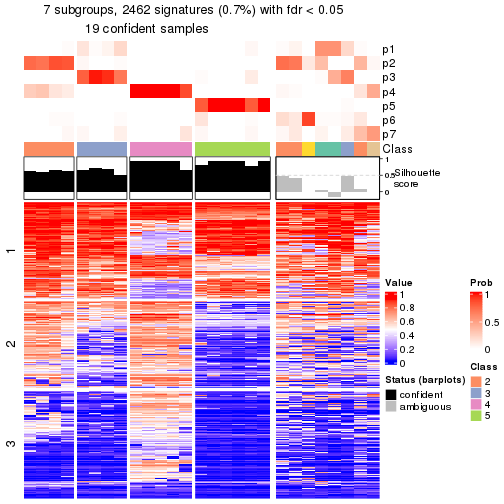 7 subgroups, 2462 signatures (0.7%) with fdr < 0.05
19 confident samples
p1
p2
p3
p4
p5
p6
p7
Class
1
0.5
0
Silhouette
score
1
2
3
Value
1
0.8
0.6
0.4
0.2
0
Status (barplots)
confident
ambiguous
Prob
1
0.5
0
Class
2
3
4
5